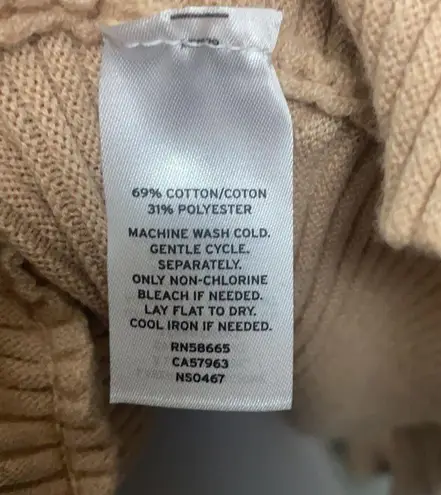 69% COTTON/COTON
31% POLYESTER
MACHINE WASH COLD.
GENTLE CYCLE.
SEPARATELY.
ONLY NON-CHLORINE
BLEACH IF NEEDED.
LAY FLAT TO DRY.
COOL IRON IF NEEDED.
RN58665
CA57963
NS0467